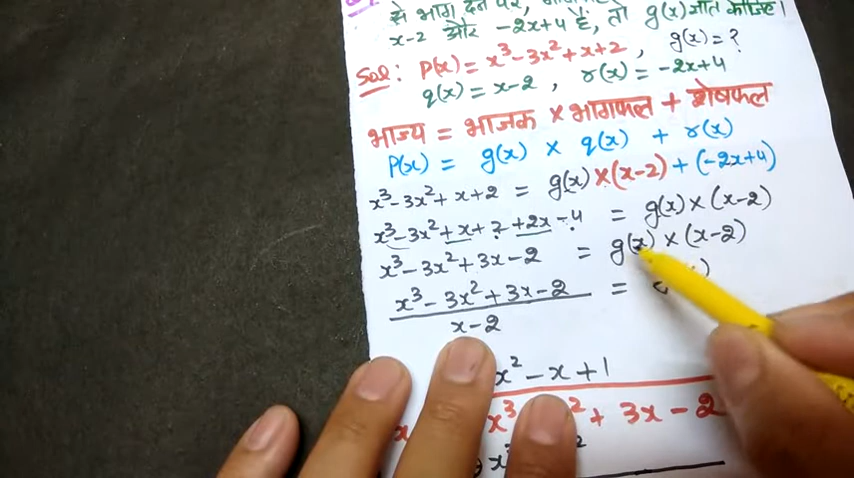 से भाग देने पर,
x-2 और -2x+4 है, तो g(x) ज्ञात कीजिए।
Sol: P(x) = x³-3x²+x+2 , g(x) = ?
q(x) = x-2 , r(x) = -2x+4
भाज्य = भाजक × भागफल + शेषफल
P(x) = g(x) × q(x) + r(x)
x³-3x²+x+2 = g(x) × (x-2) + (-2x+4)
x³-3x²+x+2+2x-4 = g(x) × (x-2)
x³-3x²+3x-2 = g(x) × (x-2)
x³-3x²+3x-2 =
x-2
x²-x+1
x³ ² + 3x - 2